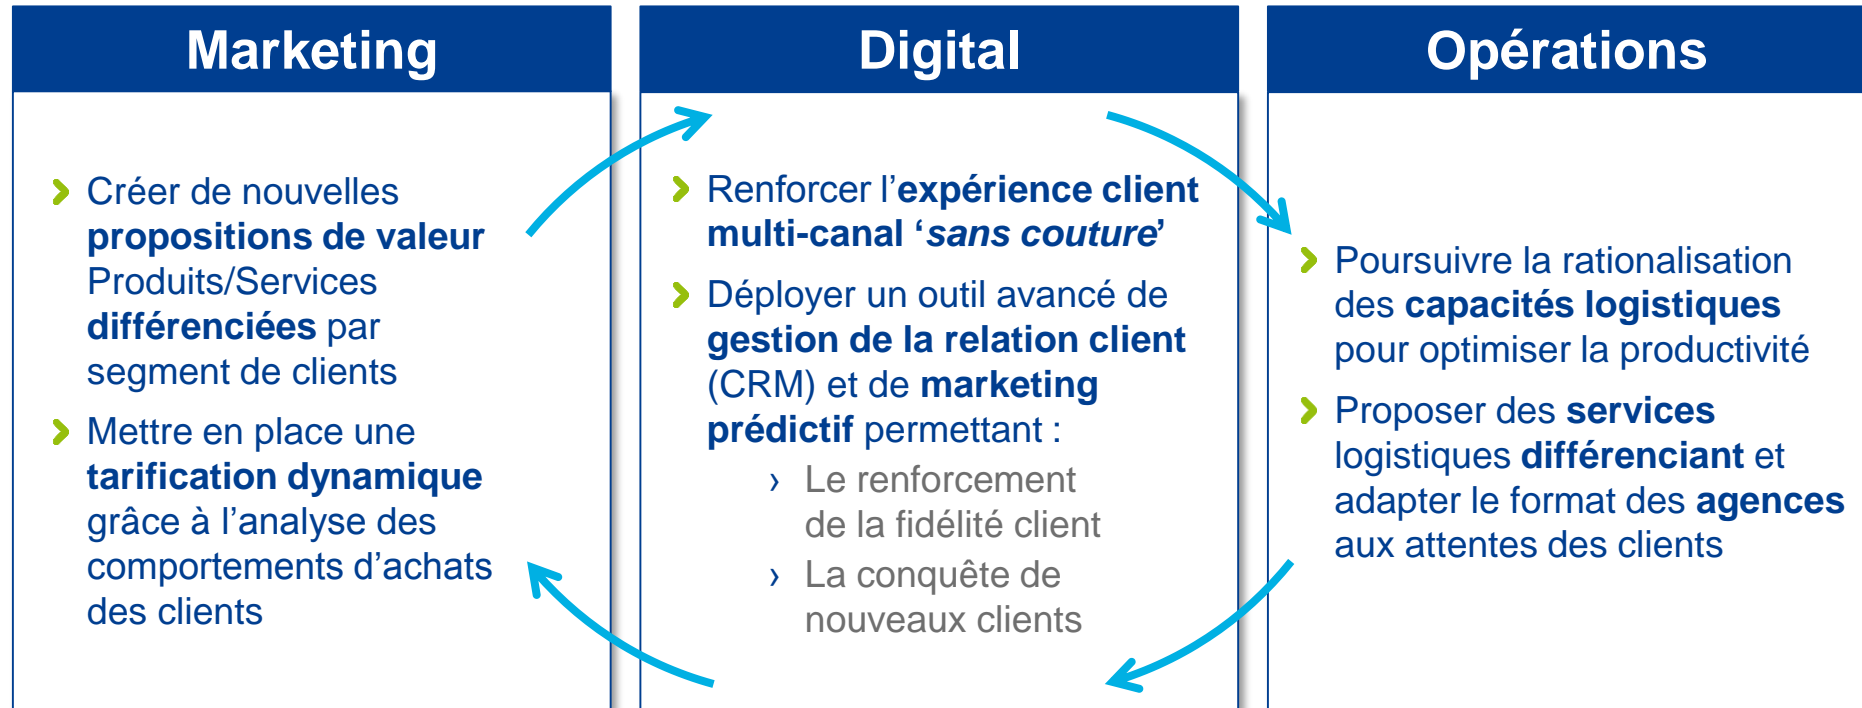 Marketing
Créer de nouvelles
propositions de valeur
Produits/Services
différenciées par
segment de clients
Mettre en place une
tarification dynamique
grâce à l’analyse des
comportements d’achats
des clients
Digital
Renforcer l’expérience client
multi-canal ‘sans couture’
Déployer un outil avancé de
gestion de la relation client
(CRM) et de marketing
prédictif permettant :
› Le renforcement
de la fidélité client
› La conquête de
nouveaux clients
Opérations
Poursuivre la rationalisation
des capacités logistiques
pour optimiser la productivité
Proposer des services
logistiques différenciant et
adapter le format des agences
aux attentes des clients